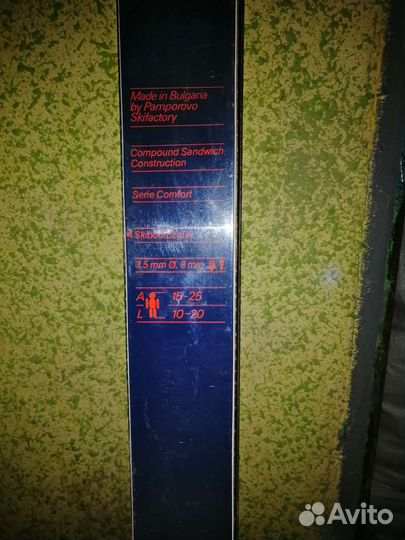 Made in Bulgaria
by Pamporovo
Skifactory
Compound Sandwich
Construction
Serie Comfort
3.5 mm Ø, 8 mm
A 15-25
L 10-20
Avito